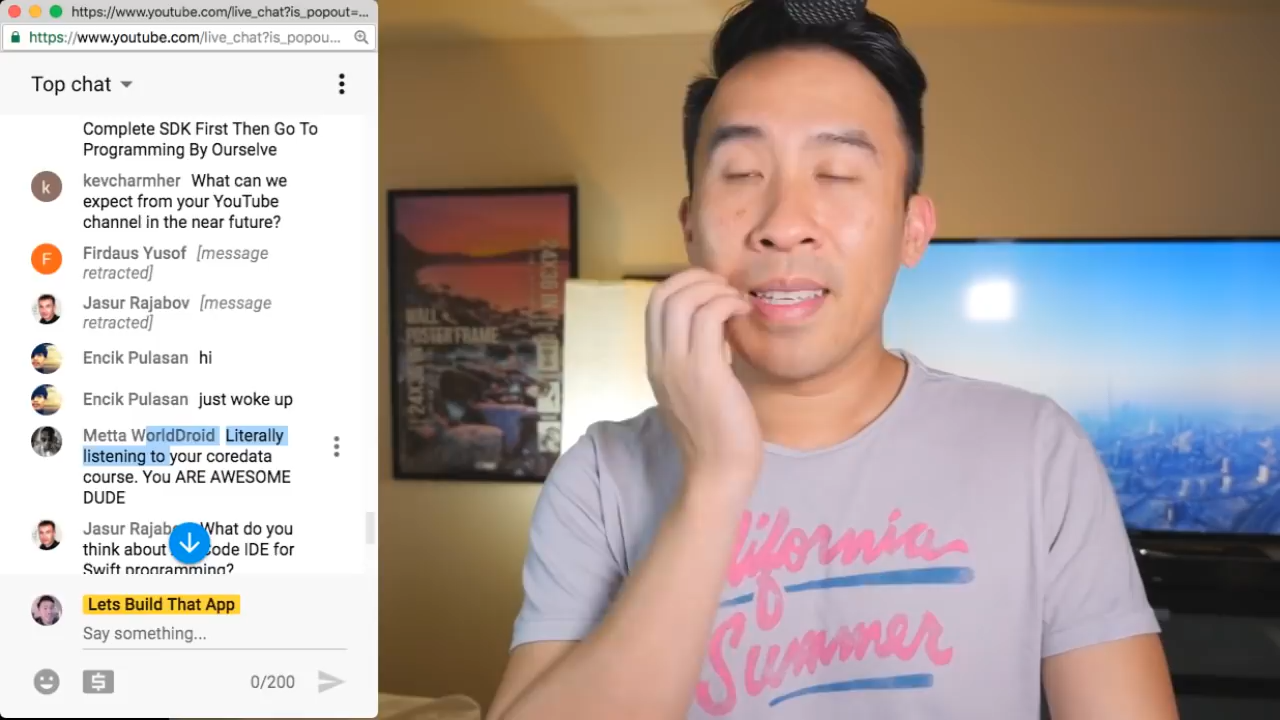 https://www.youtube.com/live_chat?is_popout=...
https://www.youtube.com/live_chat?is_popou...
Top chat
Complete SDK First Then Go To
Programming By Ourselve
k
kevcharmher What can we
expect from your YouTube
channel in the near future?
F
Firdaus Yusof [message
retracted]
Jasur Rajabov [message
retracted]
Encik Pulasan hi
Encik Pulasan just woke up
Metta WorldDroid Literally
listening to your coredata
course. You ARE AWESOME
DUDE
Jasur What do you
think about Code IDE for
Swift programming?
Lets Build That App
Say something...
0/200
WALL
POSTER FRAME
24X36 IN
California
Summer